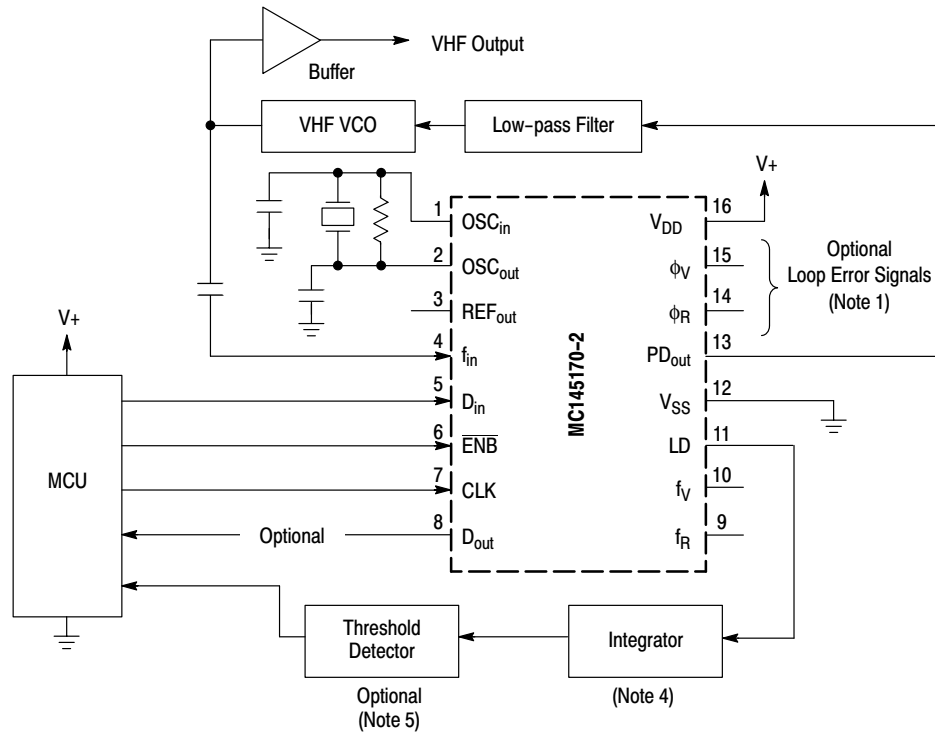 VHF Output
Buffer
VHF VCO
Low-pass Filter
V+
1
OSCin
2
OSCout
3
REFout
4
fin
5
Din
6
ENB
7
CLK
8
Dout
MC145170-2
16
VDD
15
ϕV
14
ϕR
13
PDout
12
VSS
11
LD
10
fV
9
fR
Optional
Loop Error Signals
(Note 1)
V+
MCU
Optional
Threshold
Detector
Optional
(Note 5)
Integrator
(Note 4)